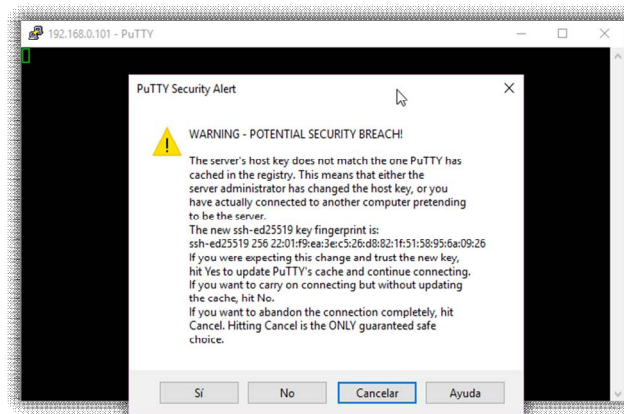 192.168.0.101 - PuTTY
PuTTY Security Alert
WARNING - POTENTIAL SECURITY BREACH!
The server's host key does not match the one PuTTY has
cached in the registry. This means that either the
server administrator has changed the host key, or you
have actually connected to another computer pretending
to be the server.
The new ssh-ed25519 key fingerprint is:
ssh-ed25519 256 22:01:f9:ea:3e:c5:26:d8:82:1f:51:58:95:6a:09:26
If you were expecting this change and trust the new key,
hit Yes to update PuTTY's cache and continue connecting.
If you want to carry on connecting but without updating
the cache, hit No.
If you want to abandon the connection completely, hit
Cancel. Hitting Cancel is the ONLY guaranteed safe
choice.
Sí No Cancelar Ayuda